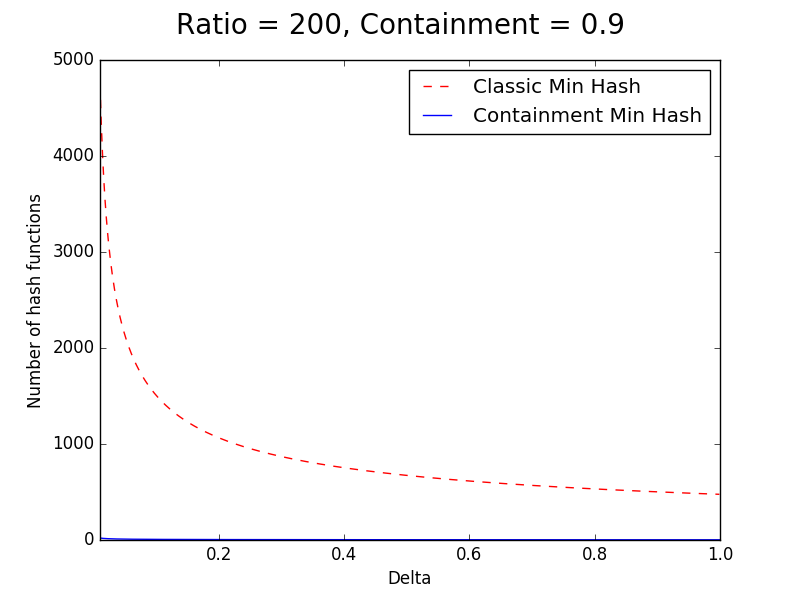 Ratio = 200, Containment = 0.9
5000
4000
3000
2000
1000
0
Number of hash functions
Classic Min Hash
Containment Min Hash
0.2 0.4 0.6 0.8 1.0
Delta